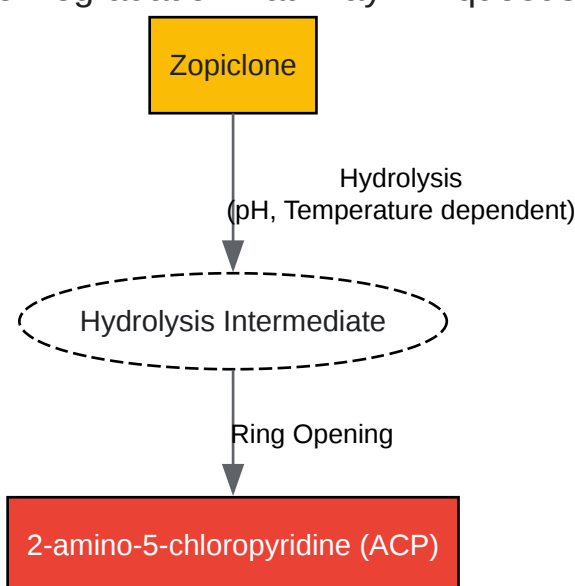 Zopiclone
Hydrolysis
(pH, Temperature dependent)
Hydrolysis Intermediate
Ring Opening
2-amino-5-chloropyridine (ACP)